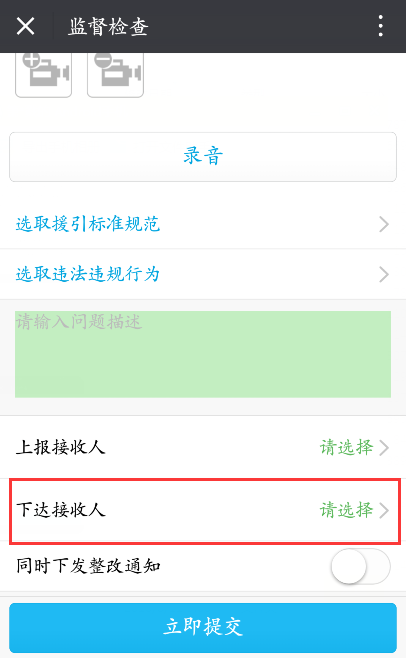 监督检查
录音
选取援引标准规范
选取违法违规行为
请输入问题描述
上报接收人 请选择
下达接收人 请选择
同时下发整改通知
立即提交